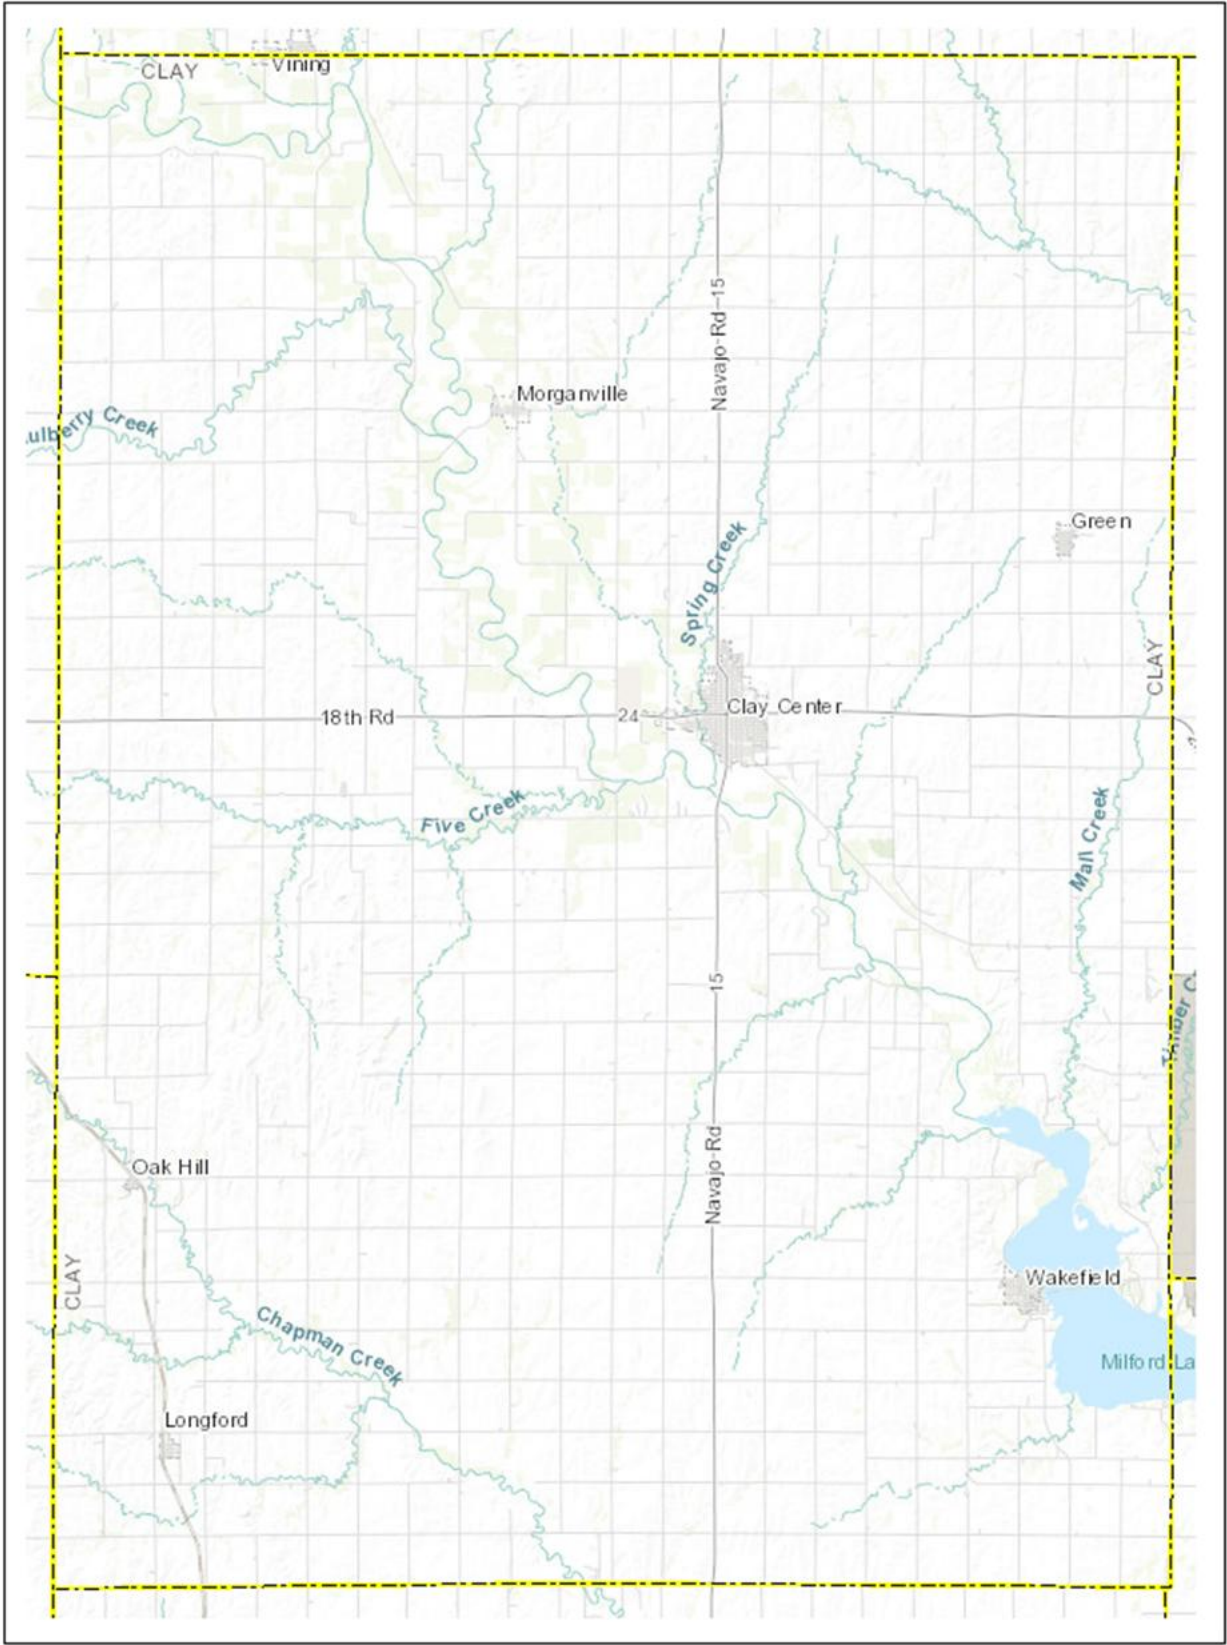 Vining
CLAY
Navajo Rd
15
Morganville
ulberry Creek
Green
Spring Creek
CLAY
Clay Center
18th Rd
24
Mall Creek
Five Creek
15
Navajo Rd
Oak Hill
CLAY
Wakefield
Chapman Creek
Milford La
Longford